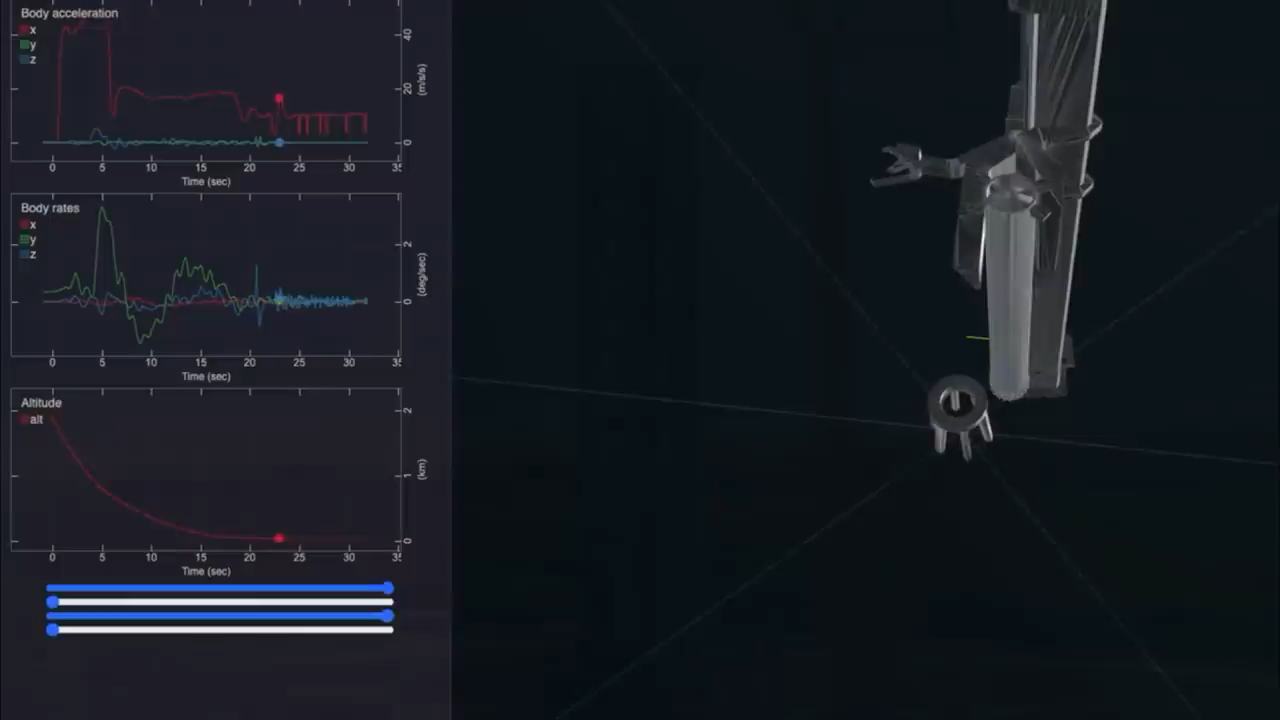 Body acceleration
x
y
z
40
20
0
(m/s/s)
0 5 10 15 20 25 30 35
Time (sec)
Body rates
x
y
z
2
0
(deg/sec)
0 5 10 15 20 25 30 35
Time (sec)
Altitude
alt
2
1
0
(km)
0 5 10 15 20 25 30 35
Time (sec)